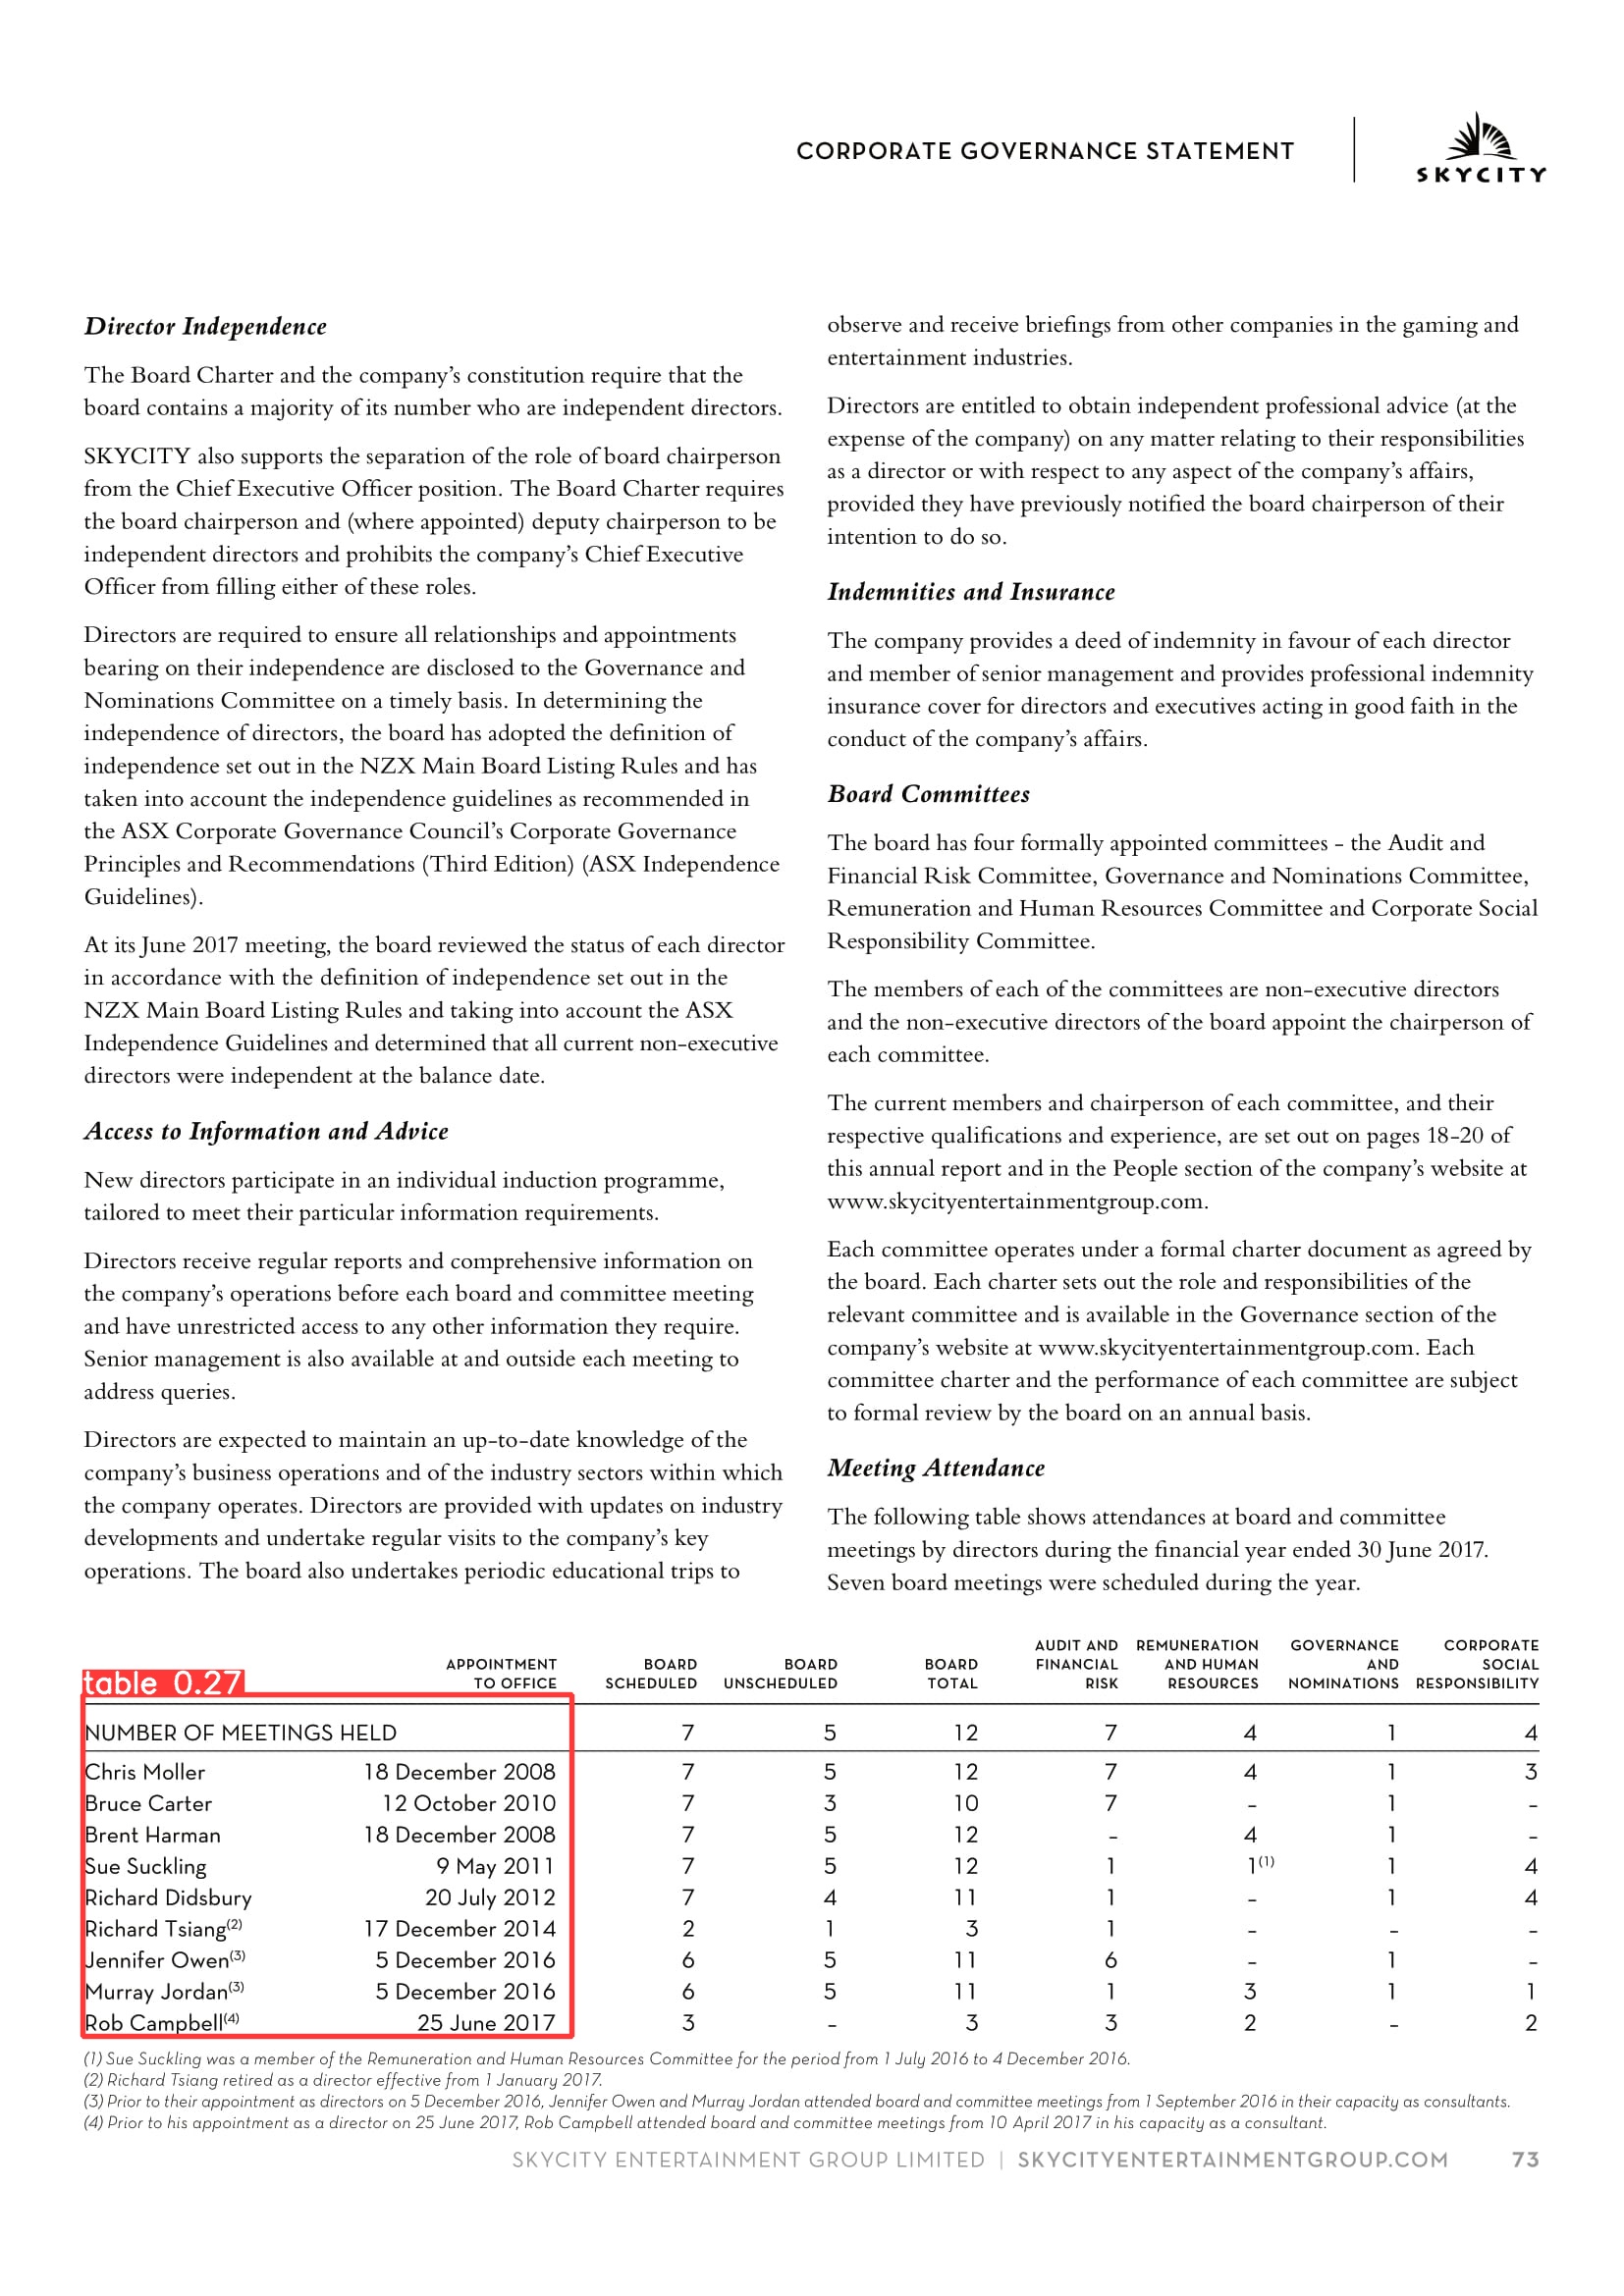 CORPORATE GOVERNANCE STATEMENT
SKYCITY
Director Independence
The Board Charter and the company's constitution require that the
board contains a majority of its number who are independent directors.
SKYCITY also supports the separation of the role of board chairperson
from the Chief Executive Officer position. The Board Charter requires
the board chairperson and (where appointed) deputy chairperson to be
independent directors and prohibits the company's Chief Executive
Officer from filling either of these roles.
Directors are required to ensure all relationships and appointments
bearing on their independence are disclosed to the Governance and
Nominations Committee on a timely basis. In determining the
independence of directors, the board has adopted the definition of
independence set out in the NZX Main Board Listing Rules and has
taken into account the independence guidelines as recommended in
the ASX Corporate Governance Council's Corporate Governance
Principles and Recommendations (Third Edition) (ASX Independence
Guidelines).
At its June 2017 meeting, the board reviewed the status of each director
in accordance with the definition of independence set out in the
NZX Main Board Listing Rules and taking into account the ASX
Independence Guidelines and determined that all current non-executive
directors were independent at the balance date.
Access to Information and Advice
New directors participate in an individual induction programme,
tailored to meet their particular information requirements.
Directors receive regular reports and comprehensive information on
the company's operations before each board and committee meeting
and have unrestricted access to any other information they require.
Senior management is also available at and outside each meeting to
address queries.
Directors are expected to maintain an up-to-date knowledge of the
company's business operations and of the industry sectors within which
the company operates. Directors are provided with updates on industry
developments and undertake regular visits to the company's key
operations. The board also undertakes periodic educational trips to
observe and receive briefings from other companies in the gaming and
entertainment industries.
Directors are entitled to obtain independent professional advice (at the
expense of the company) on any matter relating to their responsibilities
as a director or with respect to any aspect of the company's affairs,
provided they have previously notified the board chairperson of their
intention to do so.
Indemnities and Insurance
The company provides a deed of indemnity in favour of each director
and member of senior management and provides professional indemnity
insurance cover for directors and executives acting in good faith in the
conduct of the company's affairs.
Board Committees
The board has four formally appointed committees - the Audit and
Financial Risk Committee, Governance and Nominations Committee,
Remuneration and Human Resources Committee and Corporate Social
Responsibility Committee.
The members of each of the committees are non-executive directors
and the non-executive directors of the board appoint the chairperson of
each committee.
The current members and chairperson of each committee, and their
respective qualifications and experience, are set out on pages 18-20 of
this annual report and in the People section of the company's website at
www.skycityentertainmentgroup.com.
Each committee operates under a formal charter document as agreed by
the board. Each charter sets out the role and responsibilities of the
relevant committee and is available in the Governance section of the
company's website at www.skycityentertainmentgroup.com. Each
committee charter and the performance of each committee are subject
to formal review by the board on an annual basis.
Meeting Attendance
The following table shows attendances at board and committee
meetings by directors during the financial year ended 30 June 2017.
Seven board meetings were scheduled during the year.
AUDIT AND REMUNERATION GOVERNANCE CORPORATE
APPOINTMENT BOARD BOARD BOARD FINANCIAL AND HUMAN AND SOCIAL
TO OFFICE SCHEDULED UNSCHEDULED TOTAL RISK RESOURCES NOMINATIONS RESPONSIBILITY
table 0.27
NUMBER OF MEETINGS HELD 7 5 12 7 4 1 4
Chris Moller 18 December 2008 7 5 12 7 4 1 3
Bruce Carter 12 October 2010 7 3 10 7 – 1 –
Brent Harman 18 December 2008 7 5 12 – 4 1 –
Sue Suckling 9 May 2011 7 5 12 1 1(1) 1 4
Richard Didsbury 20 July 2012 7 4 11 1 – 1 4
Richard Tsiang(2) 17 December 2014 2 1 3 1 – – –
Jennifer Owen(3) 5 December 2016 6 5 11 6 – 1 –
Murray Jordan(3) 5 December 2016 6 5 11 1 3 1 1
Rob Campbell(4) 25 June 2017 3 – 3 3 2 – 2
(1) Sue Suckling was a member of the Remuneration and Human Resources Committee for the period from 1 July 2016 to 4 December 2016.
(2) Richard Tsiang retired as a director effective from 1 January 2017.
(3) Prior to their appointment as directors on 5 December 2016, Jennifer Owen and Murray Jordan attended board and committee meetings from 1 September 2016 in their capacity as consultants.
(4) Prior to his appointment as a director on 25 June 2017, Rob Campbell attended board and committee meetings from 10 April 2017 in his capacity as a consultant.
SKYCITY ENTERTAINMENT GROUP LIMITED | SKYCITYENTERTAINMENTGROUP.COM 73